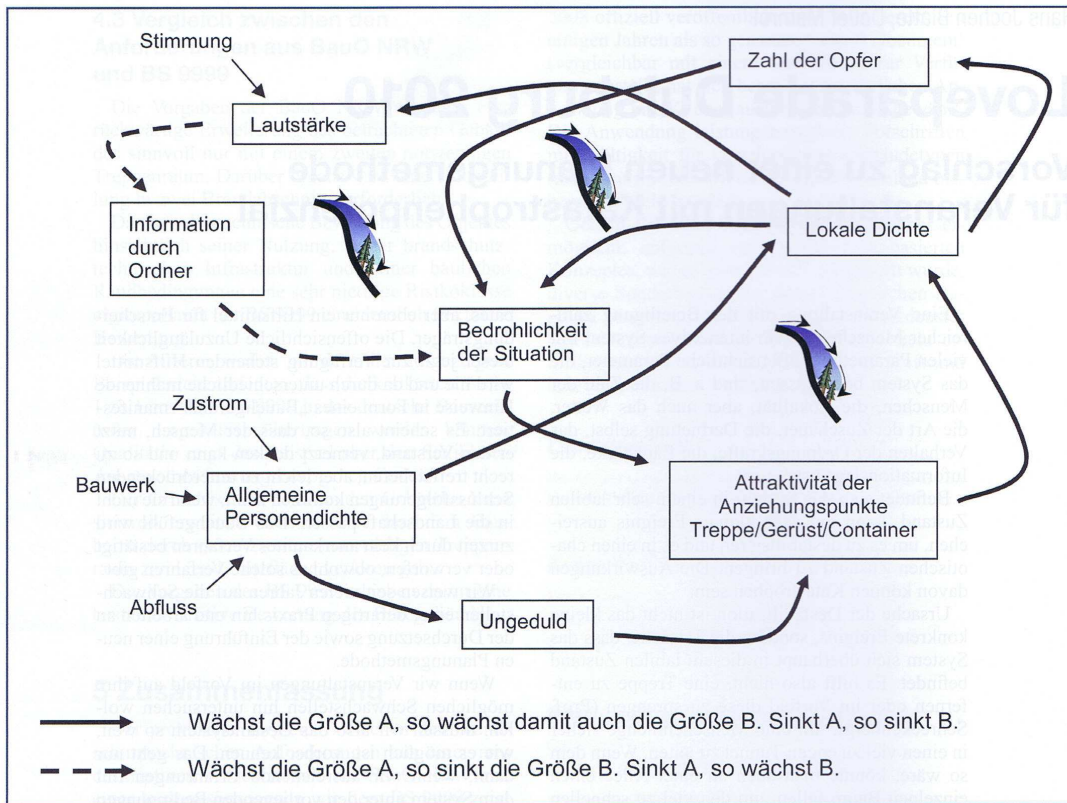 Stimmung
Zahl der Opfer
Lautstärke
Information
durch
Ordner
Lokale Dichte
Bedrohlichkeit
der Situation
Zustrom
Bauwerk
Allgemeine
Personendichte
Attraktivität der
Anziehungspunkte
Treppe/Gerüst/Container
Abfluss
Ungeduld
Wächst die Größe A, so wächst damit auch die Größe B. Sinkt A, so sinkt B.
Wächst die Größe A, so sinkt die Größe B. Sinkt A, so wächst B.